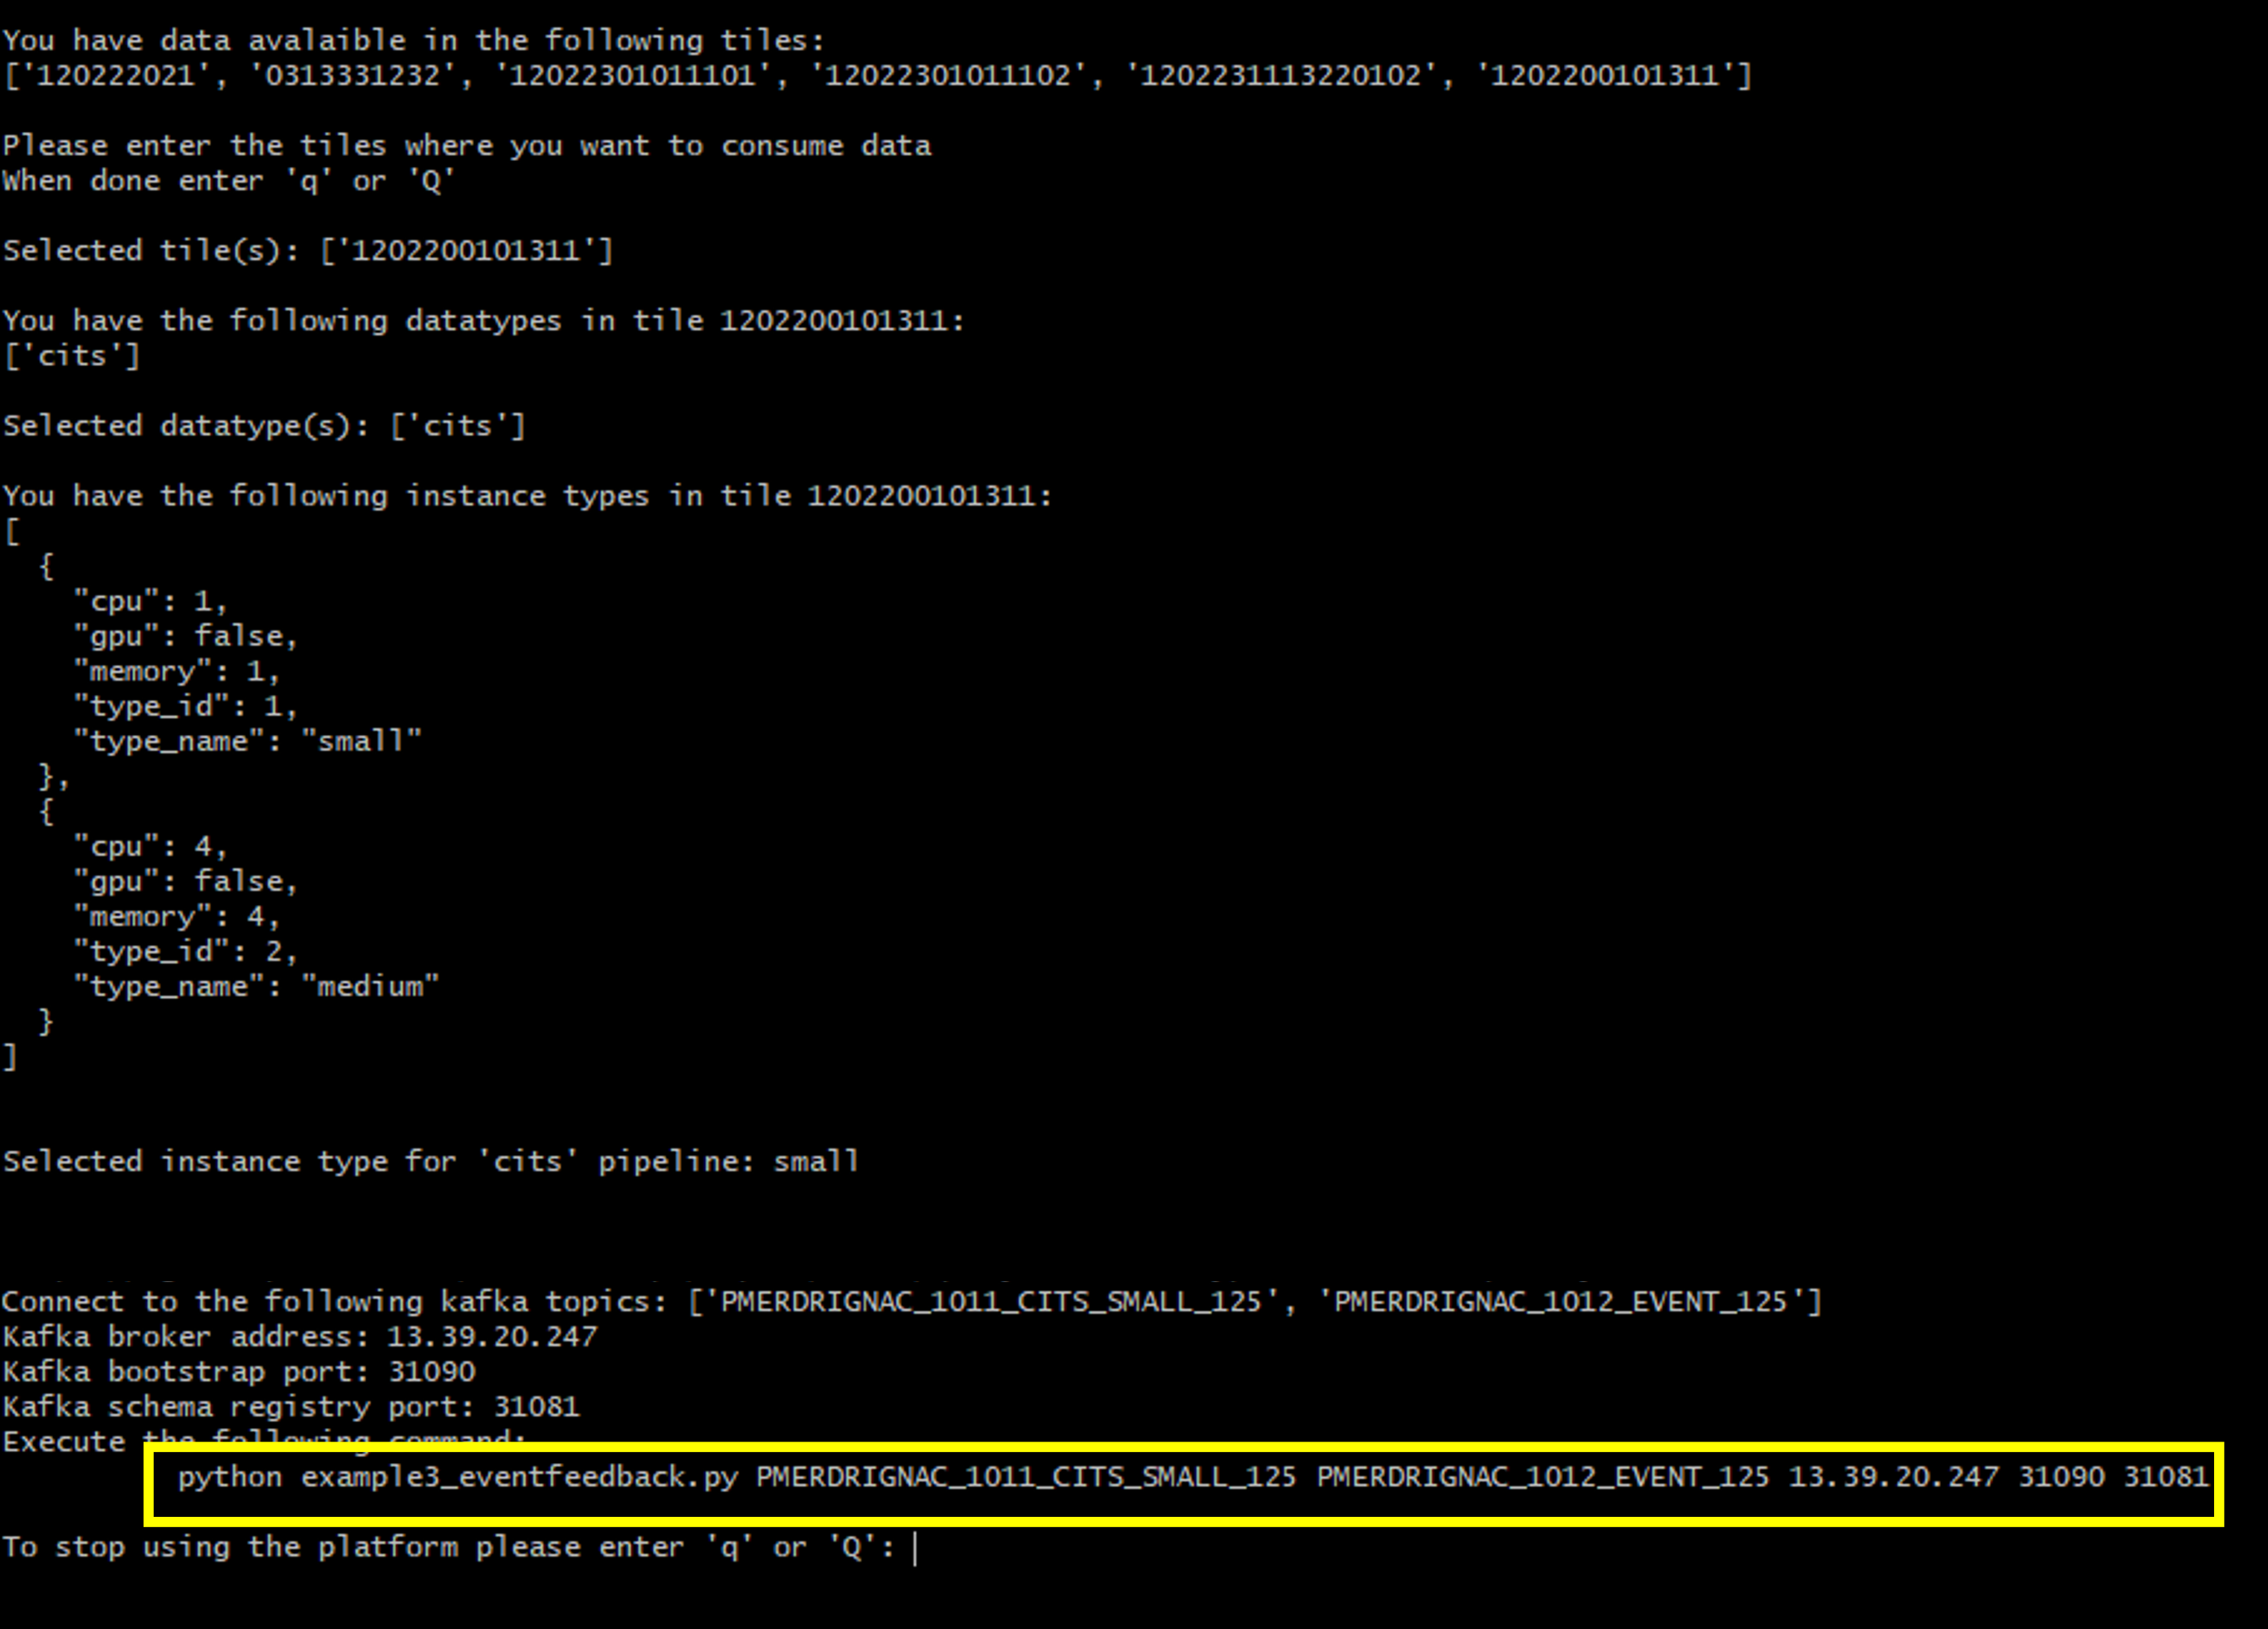 You have data avalaible in the following tiles:
['120222021', '0313331232', '12022301011101', '12022301011102', '1202231113220102', '1202200101311']
Please enter the tiles where you want to consume data
When done enter 'q' or 'Q'
Selected tile(s): ['1202200101311']
You have the following datatypes in tile 1202200101311:
['cits']
Selected datatype(s): ['cits']
You have the following instance types in tile 1202200101311:
[
{
"cpu": 1,
"gpu": false,
"memory": 1,
"type_id": 1,
"type_name": "small"
},
{
"cpu": 4,
"gpu": false,
"memory": 4,
"type_id": 2,
"type_name": "medium"
}
]
Selected instance type for 'cits' pipeline: small
Connect to the following kafka topics: ['PMERDRIGNAC_1011_CITS_SMALL_125', 'PMERDRIGNAC_1012_EVENT_125']
Kafka broker address: 13.39.20.247
Kafka bootstrap port: 31090
Kafka schema registry port: 31081
Execute the following command:
python example3_eventfeedback.py PMERDRIGNAC_1011_CITS_SMALL_125 PMERDRIGNAC_1012_EVENT_125 13.39.20.247 31090 31081
To stop using the platform please enter 'q' or 'Q':